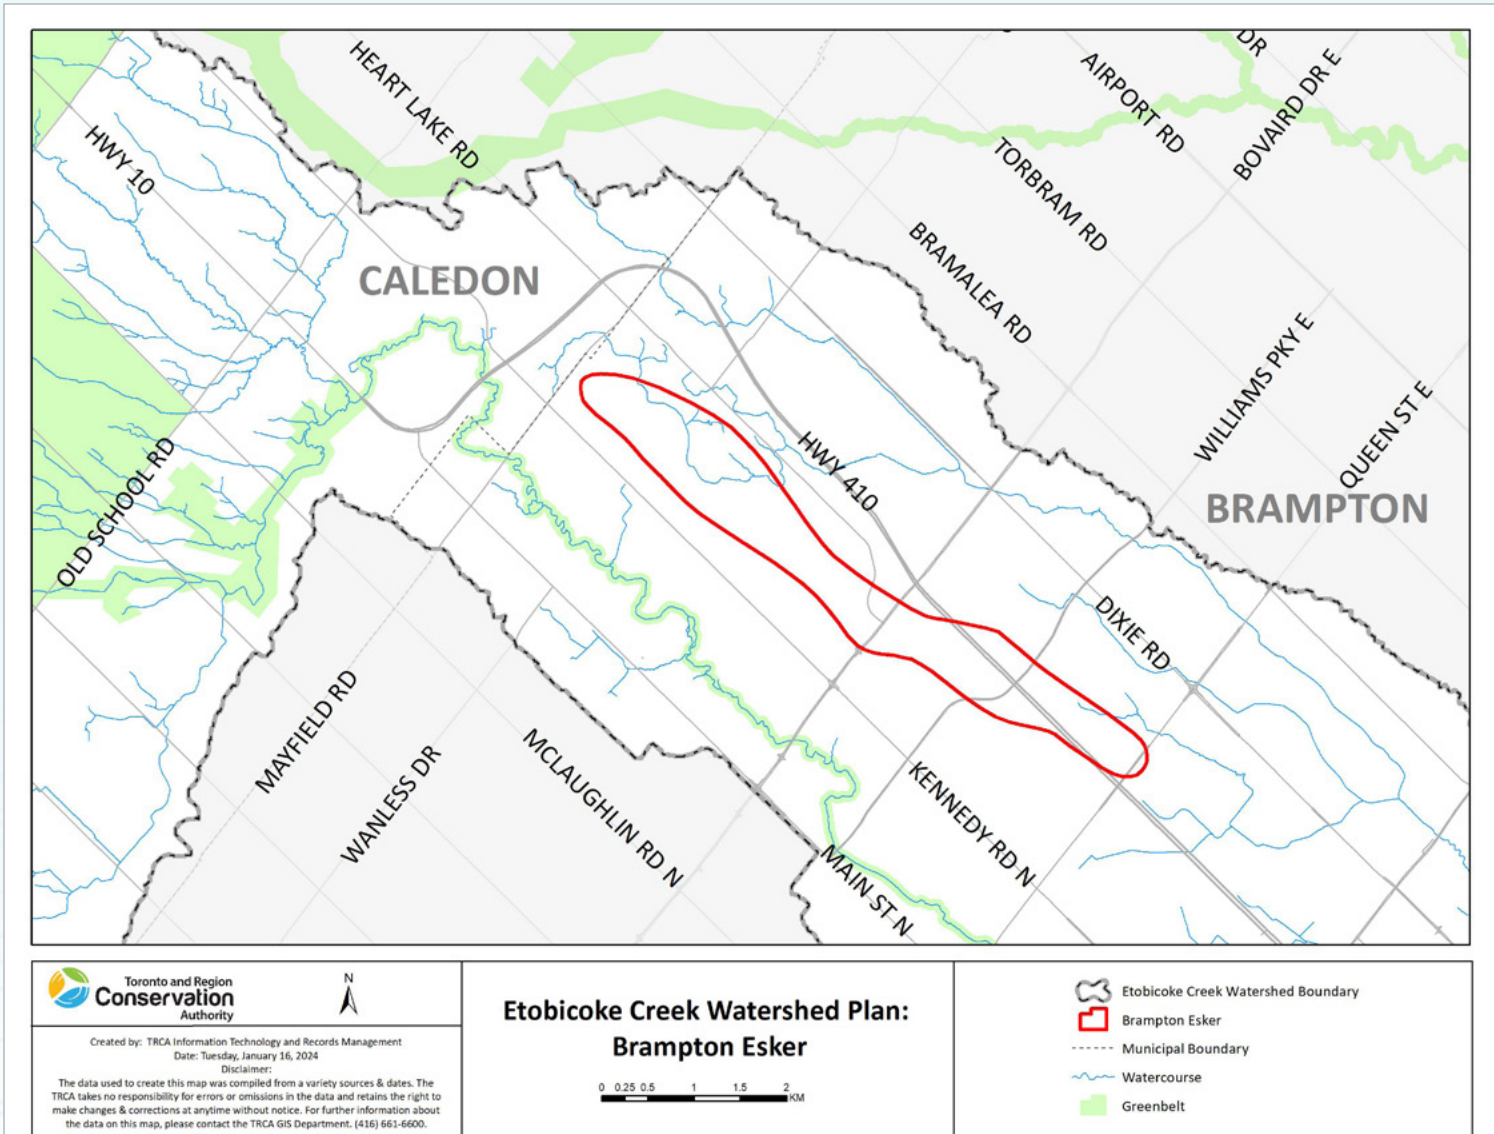 DR
HEART LAKE RD
AIRPORT RD
BOVAIRD DR E
HWY 10
TORBRAM RD
CALEDON
BRAMALEA RD
WILLIAMS PKY E
QUEEN ST E
HWY 410
BRAMPTON
OLD SCHOOL RD
DIXIE RD
MAYFIELD RD
WANLESS DR
MCLAUGHLIN RD N
KENNEDY RD N
MAIN ST N
Toronto and Region
Conservation
Authority
N
Created by: TRCA Information Technology and Records Management
Date: Tuesday, January 16, 2024
Disclaimer:
The data used to create this map was compiled from a variety sources & dates. The
TRCA takes no responsibility for errors or omissions in the data and retains the right to
make changes & corrections at anytime without notice. For further information about
the data on this map, please contact the TRCA GIS Department. (416) 661-6600.
Etobicoke Creek Watershed Plan:
Brampton Esker
0 0.25 0.5 1 1.5 2
KM
Etobicoke Creek Watershed Boundary
Brampton Esker
Municipal Boundary
Watercourse
Greenbelt